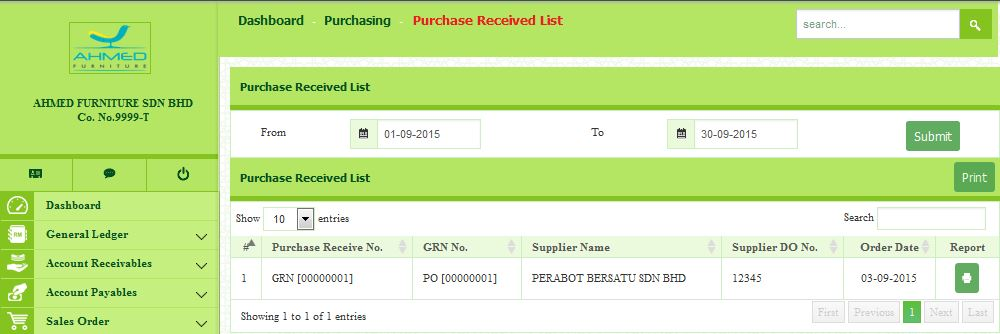 Dashboard - Purchasing - Purchase Received List
search...
AHMED
FURNITURE
AHMED FURNITURE SDN BHD
Co. No.9999-T
Dashboard
General Ledger
Account Receivables
Account Payables
Sales Order
RM
Purchase Received List
From 01-09-2015 To 30-09-2015 Submit
Purchase Received List Print
Show 10 entries Search
# Purchase Receive No. GRN No. Supplier Name Supplier DO No. Order Date Report
1 GRN [00000001] PO [00000001] PERABOT BERSATU SDN BHD 12345 03-09-2015
Showing 1 to 1 of 1 entries First Previous 1 Next Last